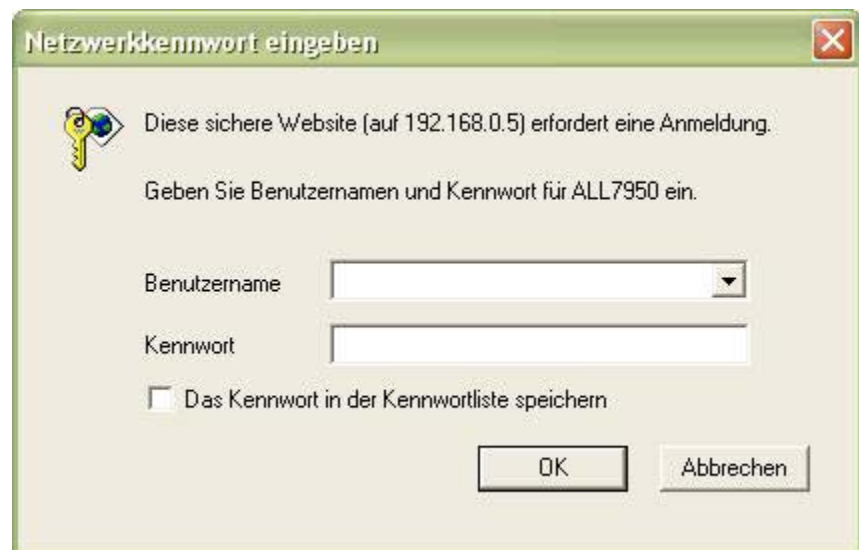 Netzwerkkennwort eingeben
Diese sichere Website (auf 192.168.0.5) erfordert eine Anmeldung.
Geben Sie Benutzernamen und Kennwort für ALL7950 ein.
Benutzername
Kennwort
Das Kennwort in der Kennwortliste speichern
OK Abbrechen